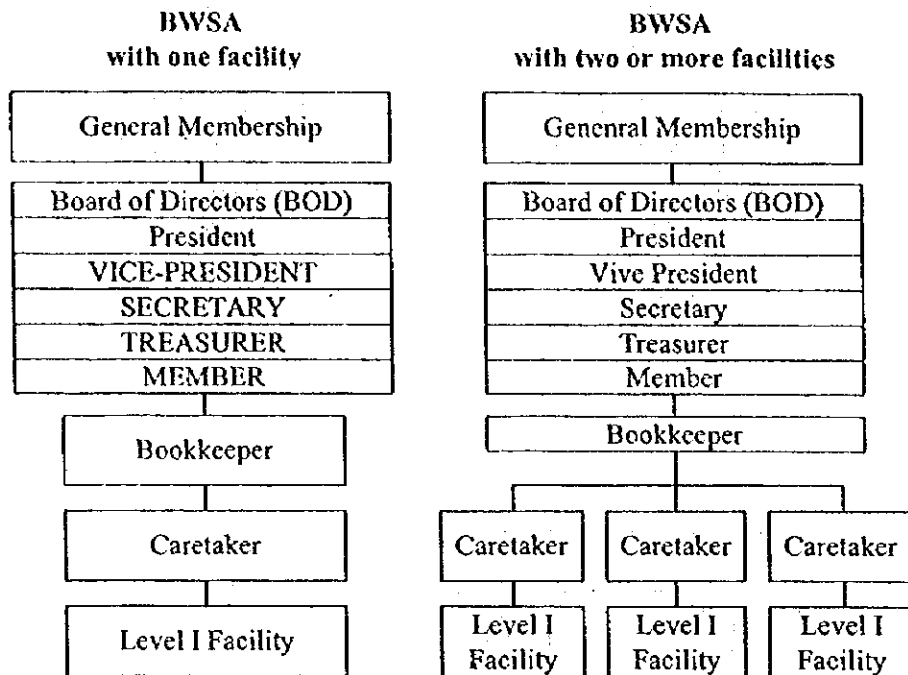 BWSA
with one facility
General Membership
Board of Directors (BOD)
President
VICE-PRESIDENT
SECRETARY
TREASURER
MEMBER
Bookkeeper
Caretaker
Level I Facility
BWSA
with two or more facilities
Genenral Membership
Board of Directors (BOD)
President
Vive President
Secretary
Treasurer
Member
Bookkeeper
Caretaker
Caretaker
Caretaker
Level I
Facility
Level I
Facility
Level I
Facility